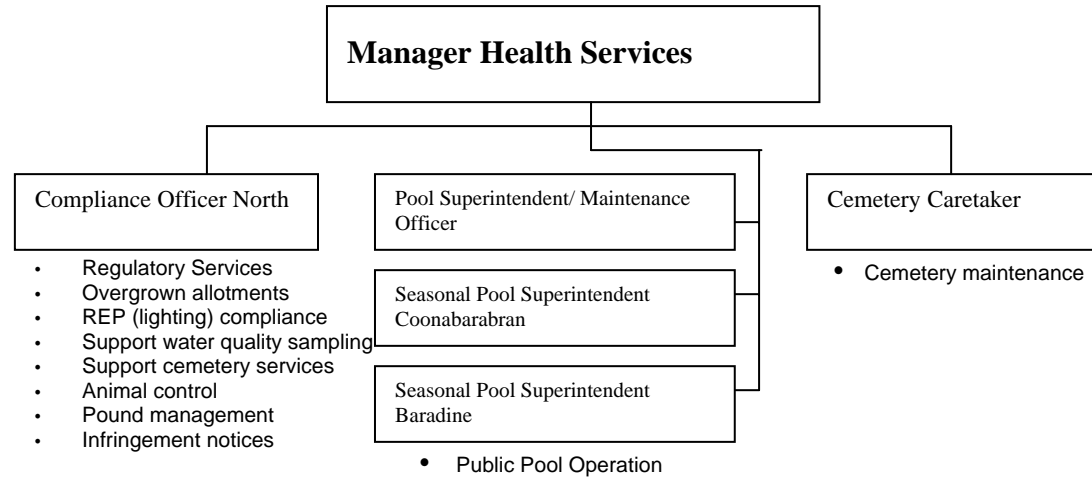 Manager Health Services
Compliance Officer North
• Regulatory Services
• Overgrown allotments
• REP (lighting) compliance
• Support water quality sampling
• Support cemetery services
• Animal control
• Pound management
• Infringement notices
Pool Superintendent/ Maintenance
Officer
Seasonal Pool Superintendent
Coonabarabran
Seasonal Pool Superintendent
Baradine
• Public Pool Operation
Cemetery Caretaker
• Cemetery maintenance